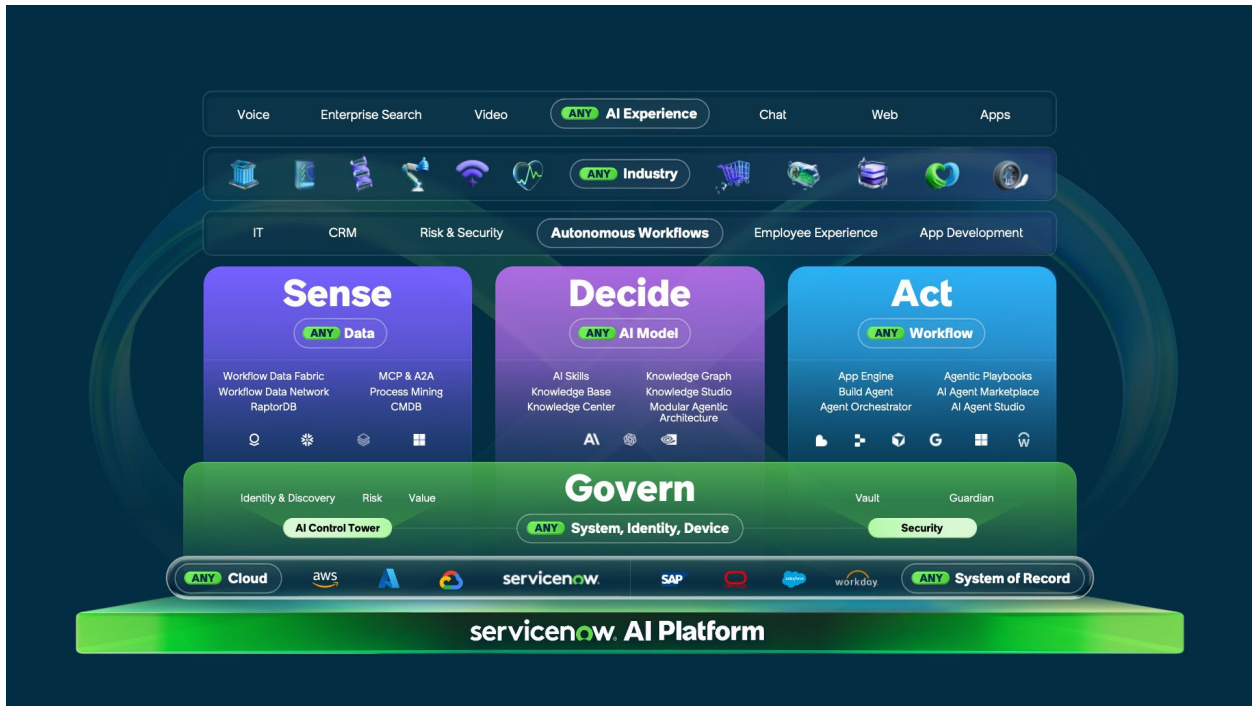 Voice Enterprise Search Video ANY AI Experience Chat Web Apps
ANY Industry
IT CRM Risk & Security Autonomous Workflows Employee Experience App Development
Sense
ANY Data
Workflow Data Fabric
Workflow Data Network
RaptorDB
MCP & A2A
Process Mining
CMDB
Decide
ANY AI Model
AI Skills
Knowledge Base
Knowledge Center
Knowledge Graph
Knowledge Studio
Modular Agentic
Architecture
Act
ANY Workflow
App Engine
Build Agent
Agent Orchestrator
Agentic Playbooks
AI Agent Marketplace
AI Agent Studio
Govern
Identity & Discovery Risk Value
AI Control Tower
ANY System, Identity, Device
Vault Guardian
Security
ANY Cloud aws servicenow. SAP salesforce workday. ANY System of Record
servicenow. AI Platform